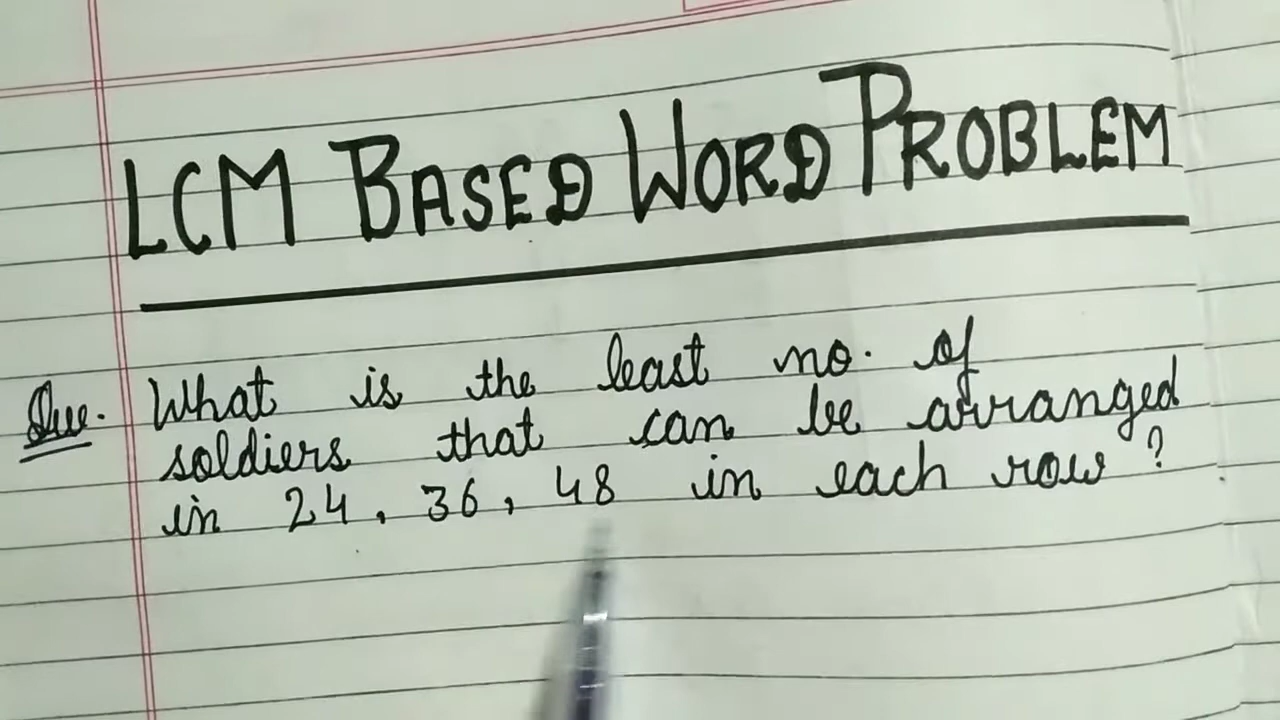 LCM BASED WORD PROBLEM
Que. What is the least no. of
soldiers that can be arranged
in 24, 36, 48 in each row?